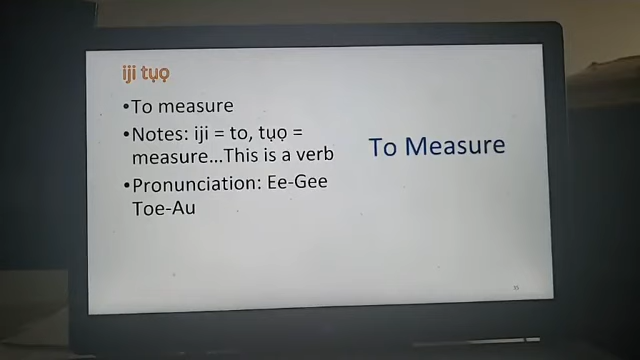 iji tụọ
•To measure
•Notes: iji = to, tụọ =
measure...This is a verb
•Pronunciation: Ee-Gee
Toe-Au
To Measure